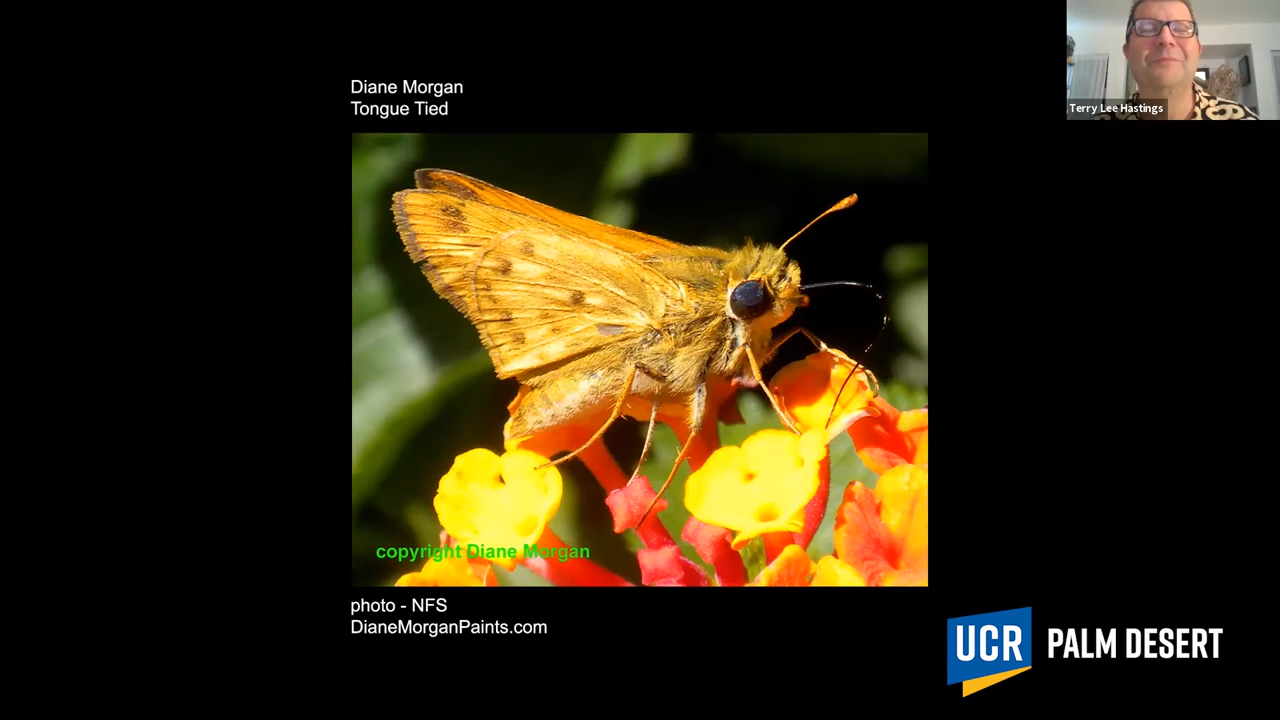 Diane Morgan
Tongue Tied
Terry Lee Hastings
copyright Diane Morgan
photo - NFS
DianeMorganPaints.com
UCR PALM DESERT